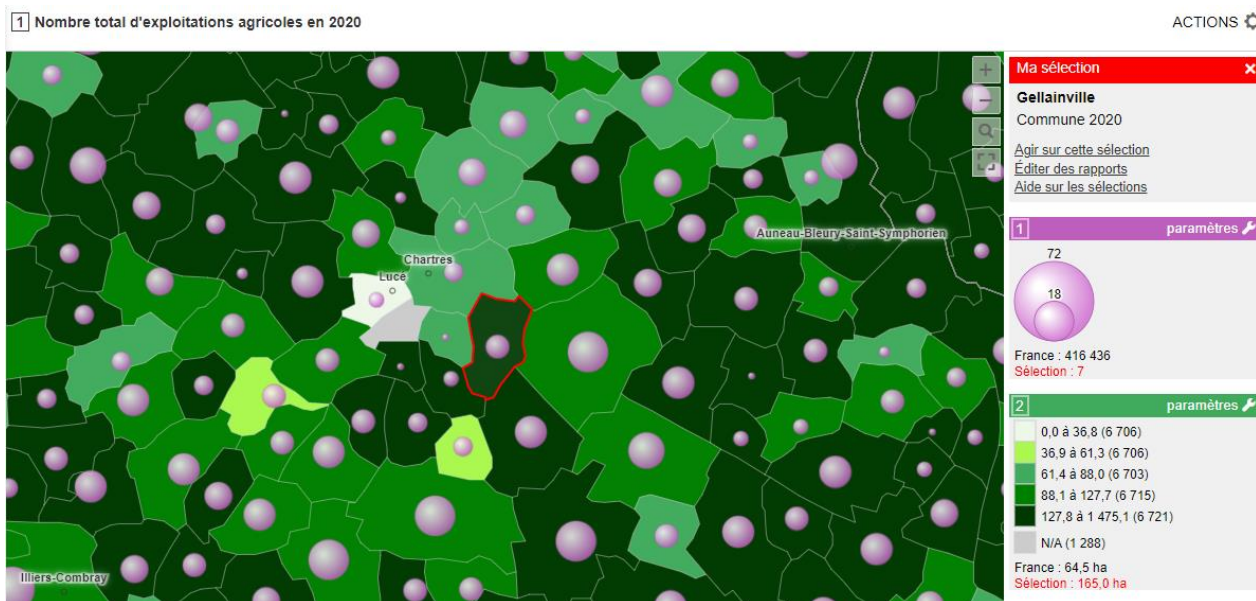 1 Nombre total d'exploitations agricoles en 2020
ACTIONS
Ma sélection
Gellainville
Commune 2020
Agir sur cette sélection
Éditer des rapports
Aide sur les sélections
1 paramètres
72
18
France : 416 436
Sélection : 7
2 paramètres
0,0 à 36,8 (6 706)
36,9 à 61,3 (6 706)
61,4 à 88,0 (6 703)
88,1 à 127,7 (6 715)
127,8 à 1 475,1 (6 721)
N/A (1 288)
France : 64,5 ha
Sélection : 165,0 ha
Auneau-Bleury-Saint-Symphorien
Chartres
Lucé
Illiers-Combray